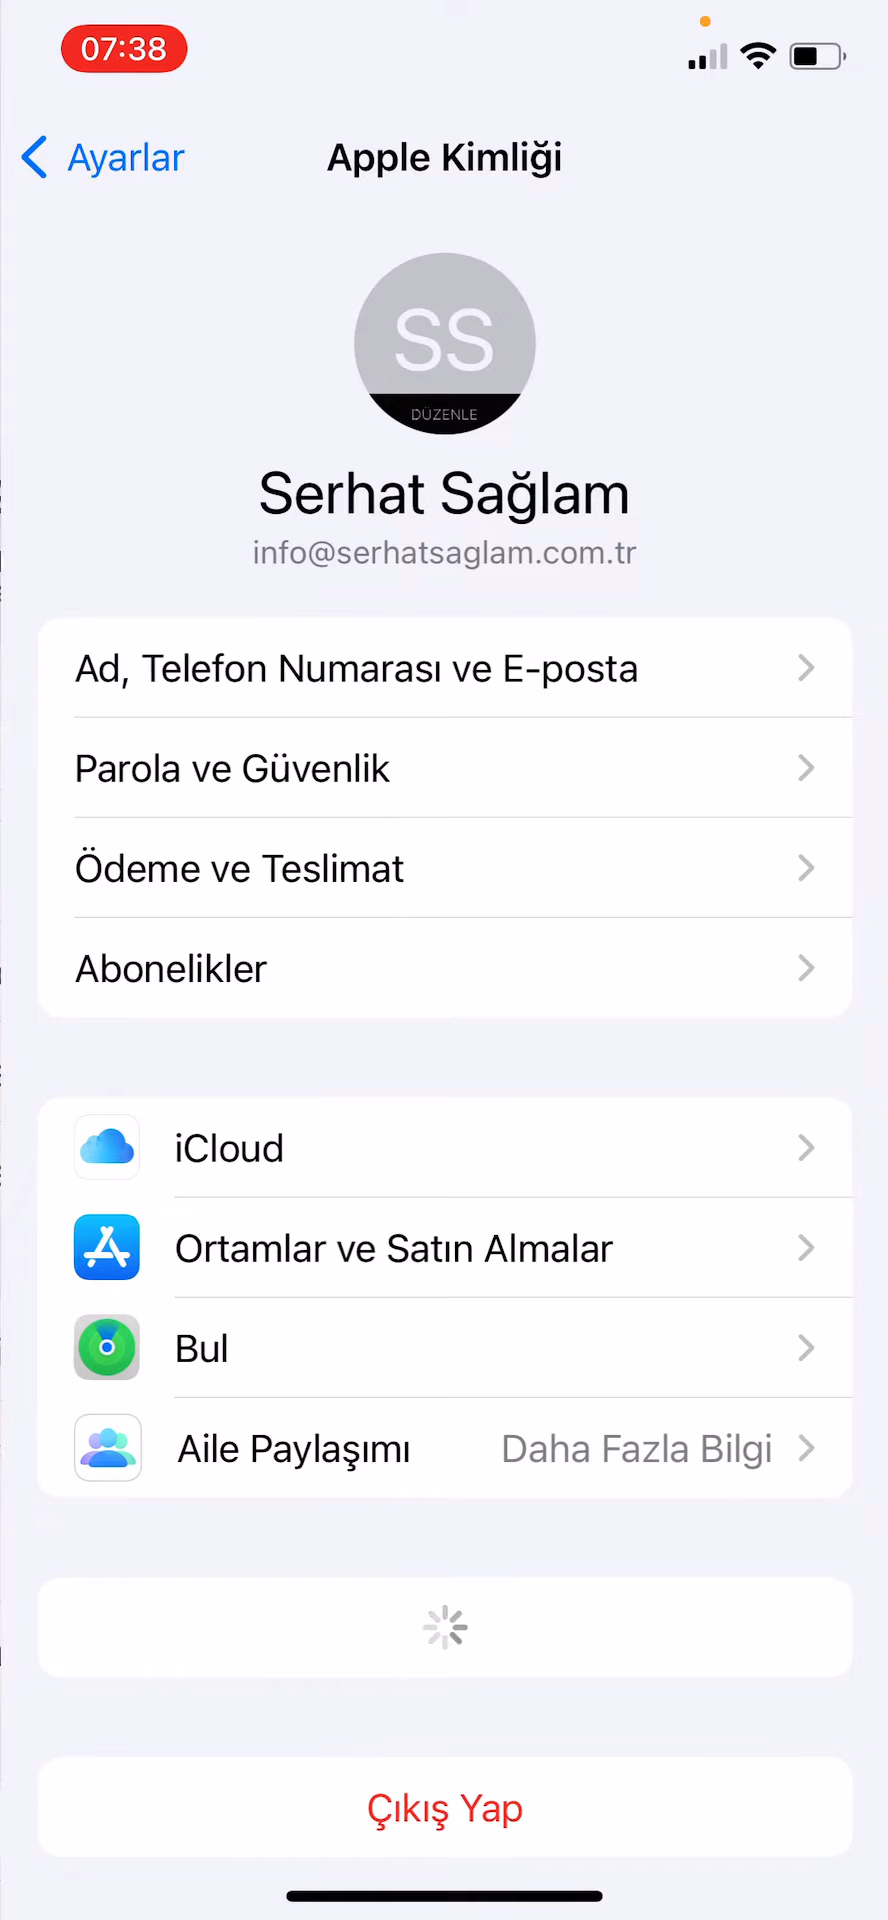 07:38
Ayarlar
Apple Kimliği
SS
DÜZENLE
Serhat Sağlam
info@serhatsaglam.com.tr
Ad, Telefon Numarası ve E-posta
Parola ve Güvenlik
Ödeme ve Teslimat
Abonelikler
iCloud
Ortamlar ve Satın Almalar
Bul
Aile Paylaşımı Daha Fazla Bilgi
Çıkış Yap